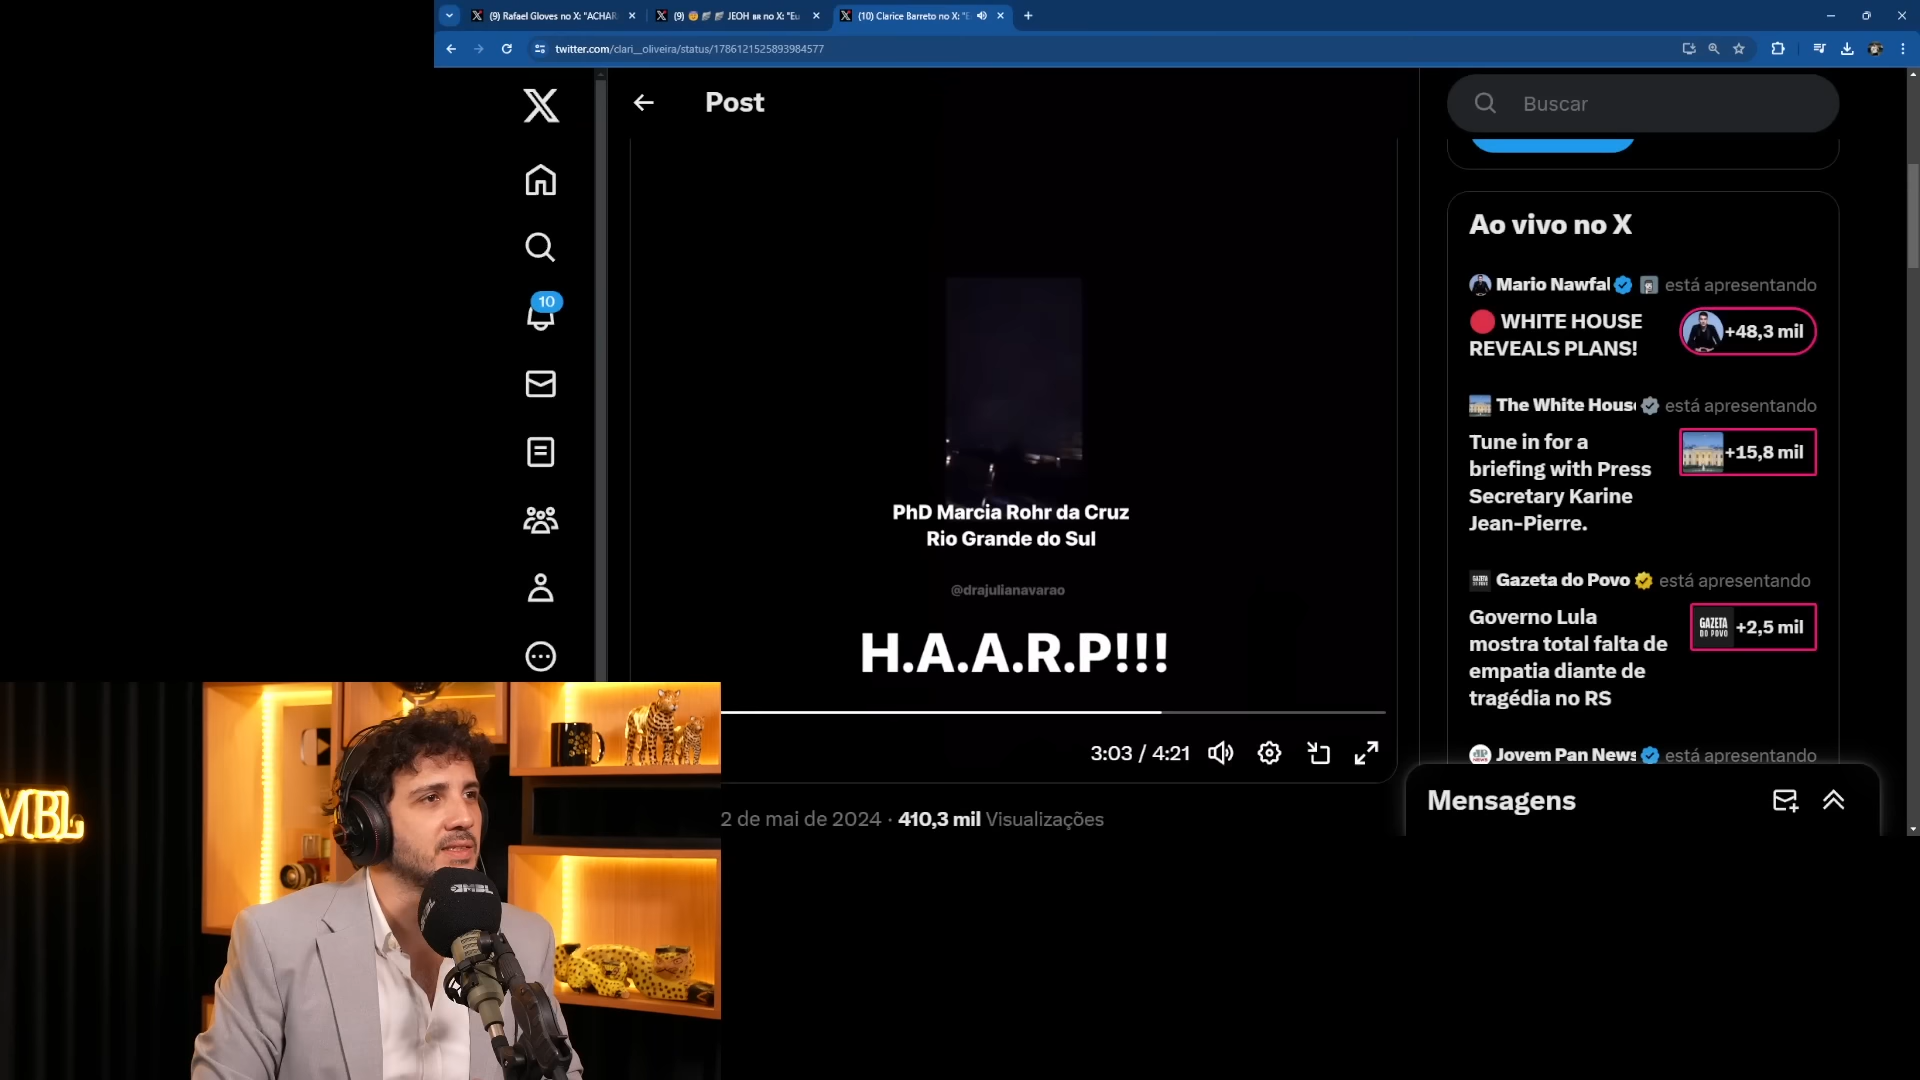 (9) Rafael Gloves no X: "ACHAR
(9) JEOH BR no X: "Eu
(10) Clarice Barreto no X: "E
twitter.com/clari__oliveira/status/1786121525893984577
Post
Buscar
10
Ao vivo no X
Mario Nawfal está apresentando
WHITE HOUSE
REVEALS PLANS!
+48,3 mil
The White Hous está apresentando
Tune in for a
briefing with Press
Secretary Karine
Jean-Pierre.
+15,8 mil
Gazeta do Povo está apresentando
Governo Lula
mostra total falta de
empatia diante de
tragédia no RS
GAZETA
DO POVO
+2,5 mil
Jovem Pan News está apresentando
PhD Marcia Rohr da Cruz
Rio Grande do Sul
@drajulianavarao
H.A.A.R.P!!!
3:03 / 4:21
2 de mai de 2024 · 410,3 mil Visualizações
Mensagens
MBL
MBL